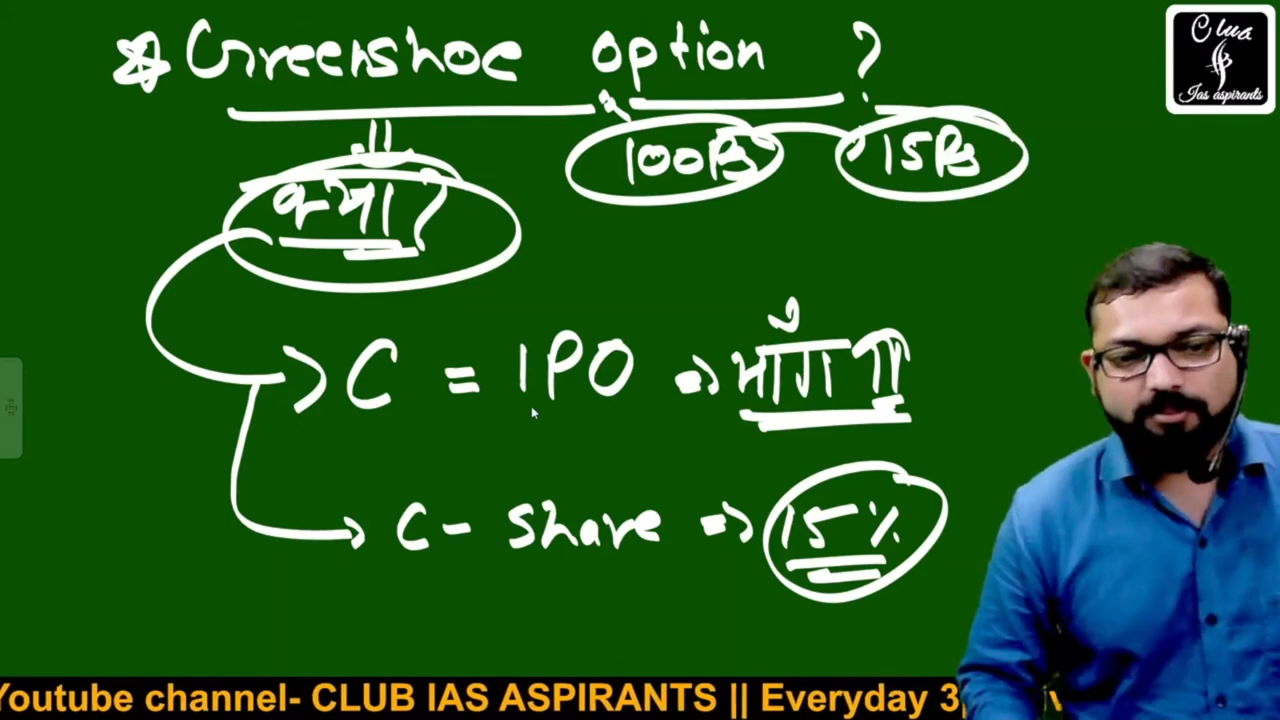 Greenshoe option ?
100Rs 15Rs
क्या ?
C = IPO ⇒ माँग ⇑
C - Share ⇒ 15%
Club
Ias aspirants
Youtube channel- CLUB IAS ASPIRANTS || Everyday 3